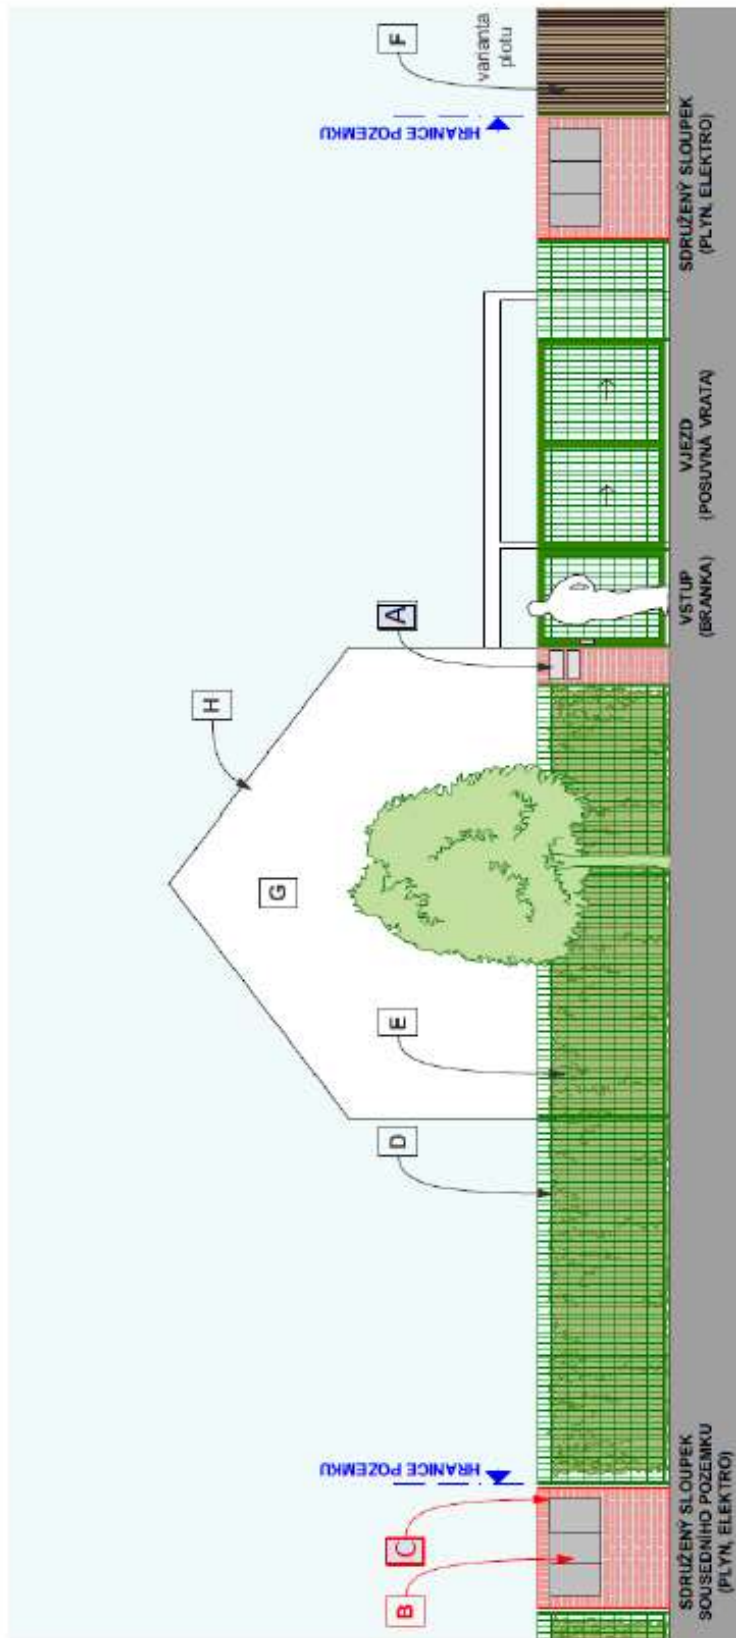 H
G
B
C
D
E
A
F
varianta
plotu
HRANICE POZEMKU
HRANICE POZEMKU
SDRUŽENÝ SLOUPEK
SOUSEDNÍHO POZEMKU
(PLYN, ELEKTRO)
VSTUP
(BRANKA)
VJEZD
(POSUVNÁ VRATA)
SDRUŽENÝ SLOUPEK
(PLYN, ELEKTRO)